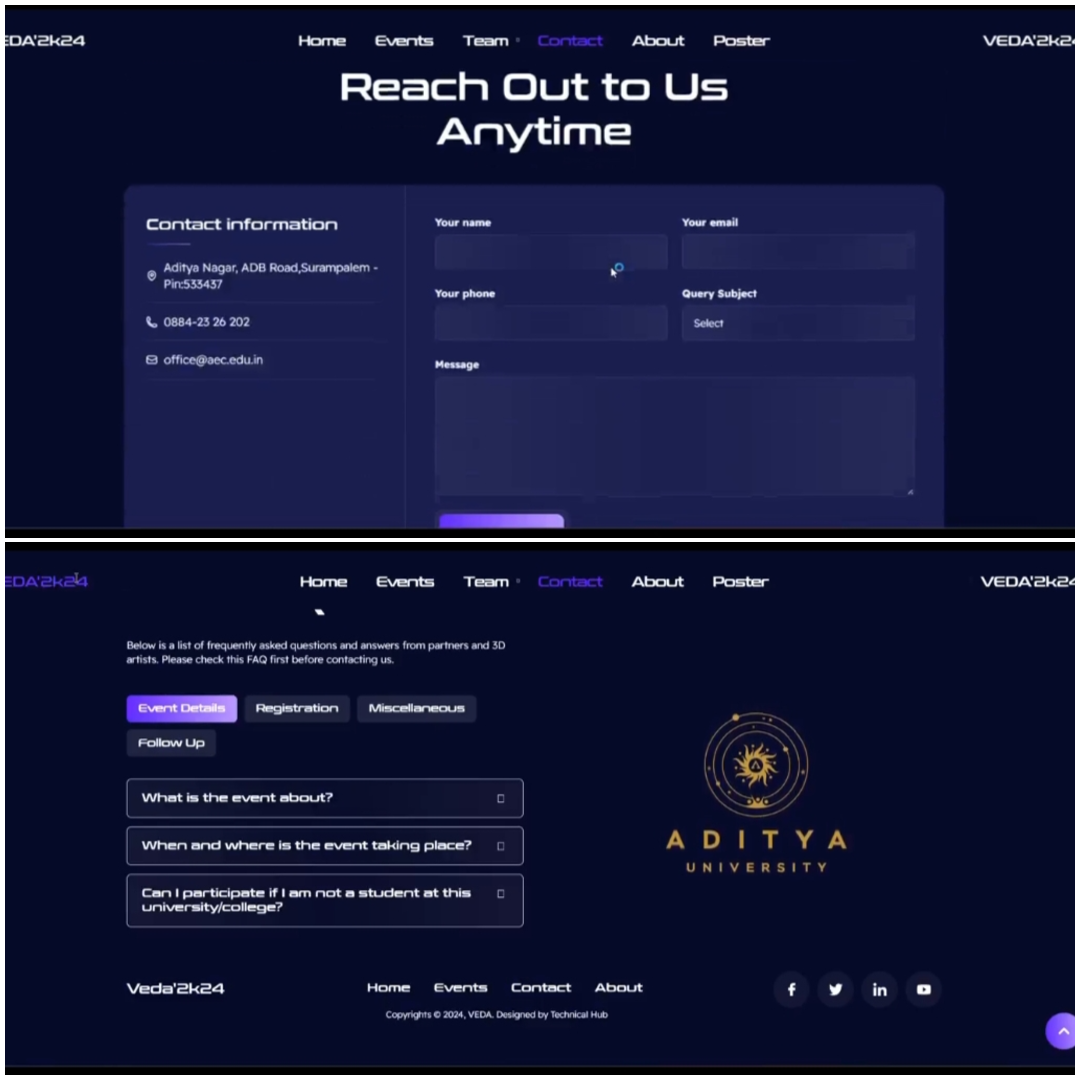 EDA'2k24 Home Events Team Contact About Poster VEDA'2k2
Reach Out to Us
Anytime
Contact information
Aditya Nagar, ADB Road,Surampalem -
Pin:533437
0884-23 26 202
office@aec.edu.in
Your name Your email
Your phone Query Subject
Select
Message
EDA'2k24 Home Events Team Contact About Poster VEDA'2k24
Below is a list of frequently asked questions and answers from partners and 3D
artists. Please check this FAQ first before contacting us.
Event Details Registration Miscellaneous
Follow Up
What is the event about?
When and where is the event taking place?
Can I participate if I am not a student at this
university/college?
ADITYA
UNIVERSITY
Veda'2k24 Home Events Contact About
Copyrights © 2024, VEDA. Designed by Technical Hub